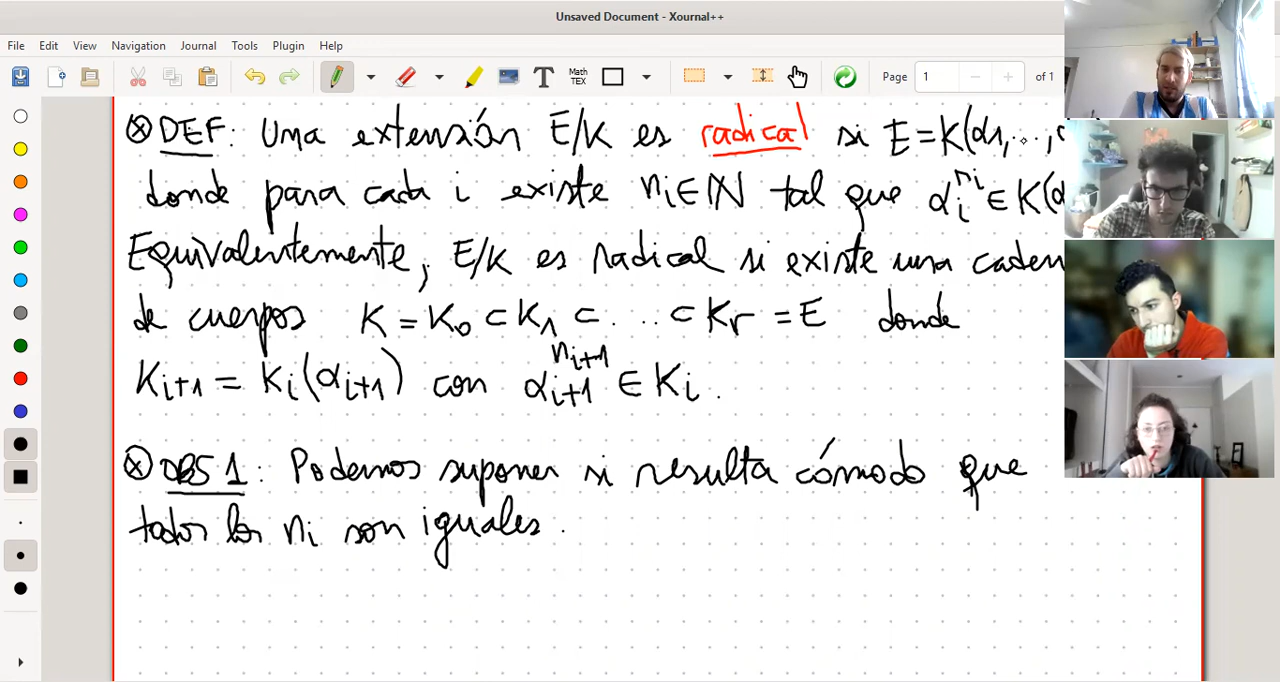 Unsaved Document - Xournal++
File Edit View Navigation Journal Tools Plugin Help
Math TEX T Page 1 of 1
⊗ DEF: Una extensión E/K es radical si E = K(α1, ...,
donde para cada i existe ni ∈ ℕ tal que αi^ni ∈ K(α
Equivalentemente, E/K es radical si existe una caden
de cuerpos K = K0 ⊂ K1 ⊂ ... ⊂ Kr = E donde
Ki+1 = Ki(αi+1) con αi+1^ni+1 ∈ Ki.
⊗ OBS 1: Podemos suponer si resulta cómodo que
todos los ni son iguales.